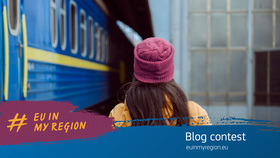 # EU IN
MY REGION
Blog contest
euinmyregion.eu